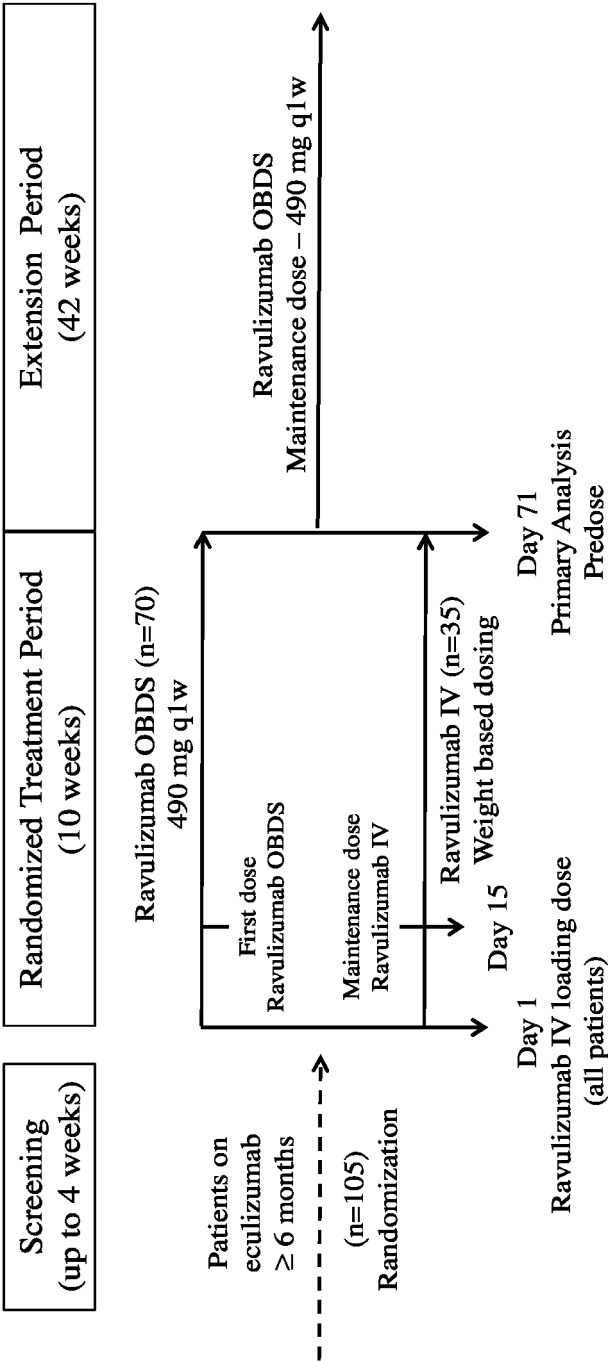 Screening
(up to 4 weeks)
Randomized Treatment Period
(10 weeks)
Extension Period
(42 weeks)
Patients on
eculizumab
≥ 6 months
(n=105)
Randomization
Ravulizumab OBDS (n=70)
490 mg q1w
First dose
Ravulizumab OBDS
Maintenance dose
Ravulizumab IV
Ravulizumab IV (n=35)
Weight based dosing
Ravulizumab OBDS
Maintenance dose – 490 mg q1w
Day 1
Ravulizumab IV loading dose
(all patients)
Day 15
Day 71
Primary Analysis
Predose